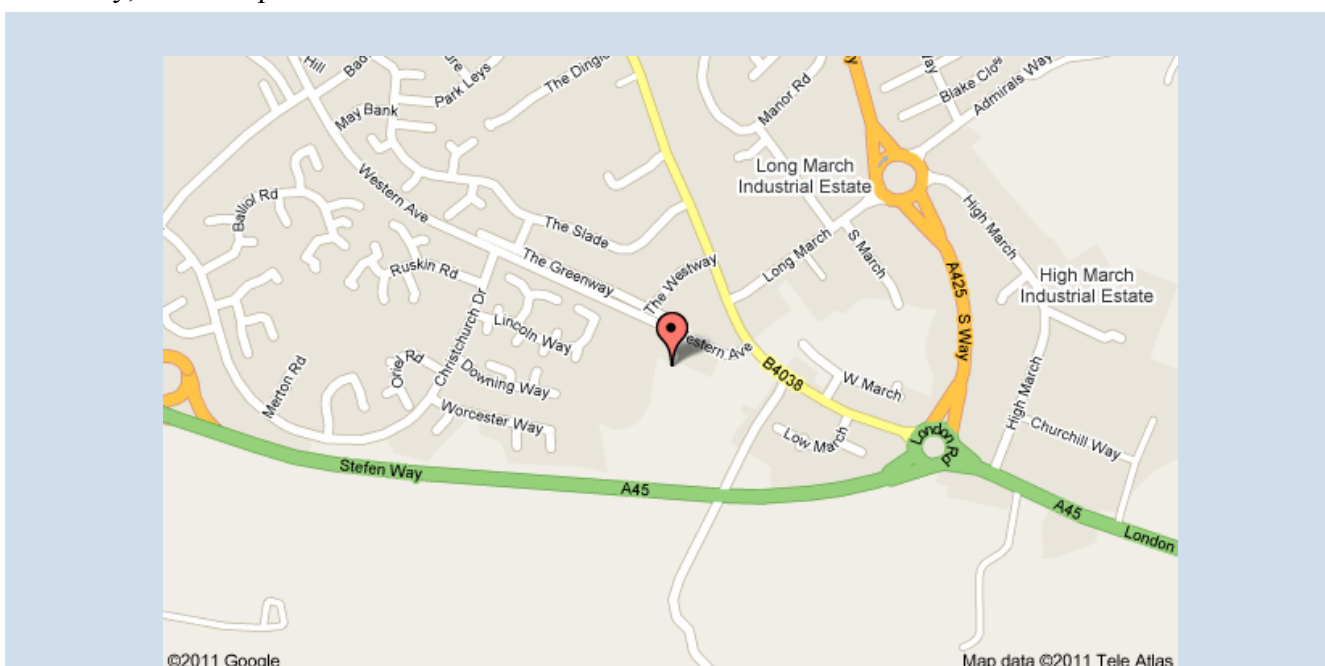 Hill
Park Leys
The Dingle
Manor Rd
Blake Clos
Admirals Way
May Bank
Long March
Industrial Estate
Western Ave
Balliol Rd
The Slade
High March
S March
Long March
Ruskin Rd
The Greenway
The Westway
A425
High March
Industrial Estate
Christchurch Dr
Lincoln Way
Western Ave
S Way
Merton Rd
Oriel Rd
Downing Way
B4038
W March
High March
Worcester Way
Low March
London Rd
Churchill Way
Stefen Way
A45
A45
London
©2011 Google
Map data ©2011 Tele Atlas